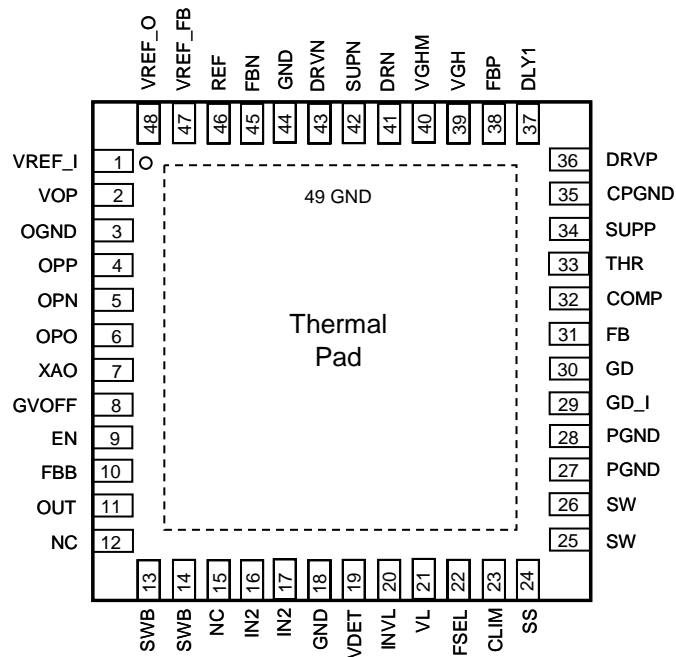 VREF_O VREF_FB REF FBN GND DRVN SUPN DRN VGHM VGH FBP DLY1
48 47 46 45 44 43 42 41 40 39 38 37
VREF_I 1 36 DRVP
VOP 2 49 GND 35 CPGND
OGND 3 34 SUPP
OPP 4 33 THR
OPN 5 32 COMP
OPO 6 Thermal 31 FB
XAO 7 Pad 30 GD
GVOFF 8 29 GD_I
EN 9 28 PGND
FBB 10 27 PGND
OUT 11 26 SW
NC 12 25 SW
13 14 15 16 17 18 19 20 21 22 23 24
SWB SWB NC IN2 IN2 GND VDET INVL VL FSEL CLIM SS